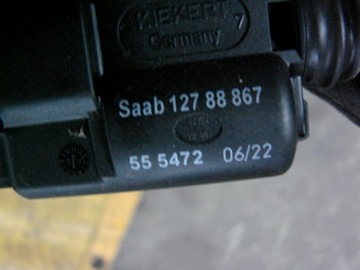 KIEKERT 7
Germany
Saab 127 88 867
55 5472 06/22